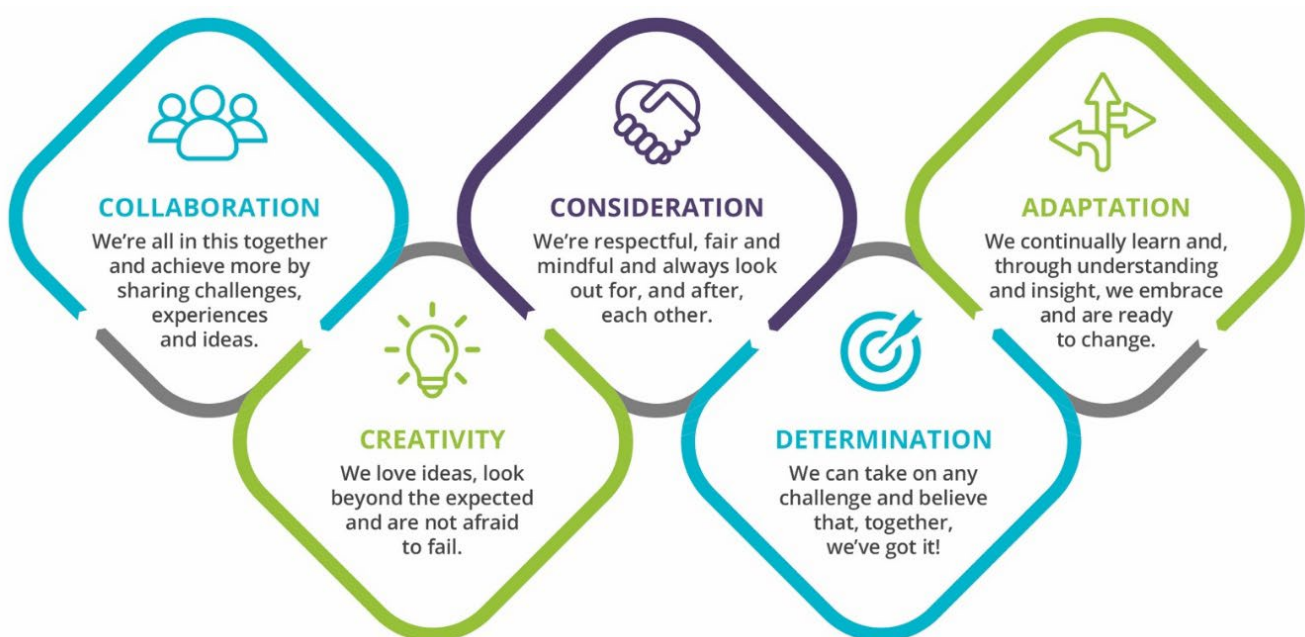 COLLABORATION
We're all in this together
and achieve more by
sharing challenges,
experiences
and ideas.
CREATIVITY
We love ideas, look
beyond the expected
and are not afraid
to fail.
CONSIDERATION
We're respectful, fair and
mindful and always look
out for, and after,
each other.
DETERMINATION
We can take on any
challenge and believe
that, together,
we've got it!
ADAPTATION
We continually learn and,
through understanding
and insight, we embrace
and are ready
to change.